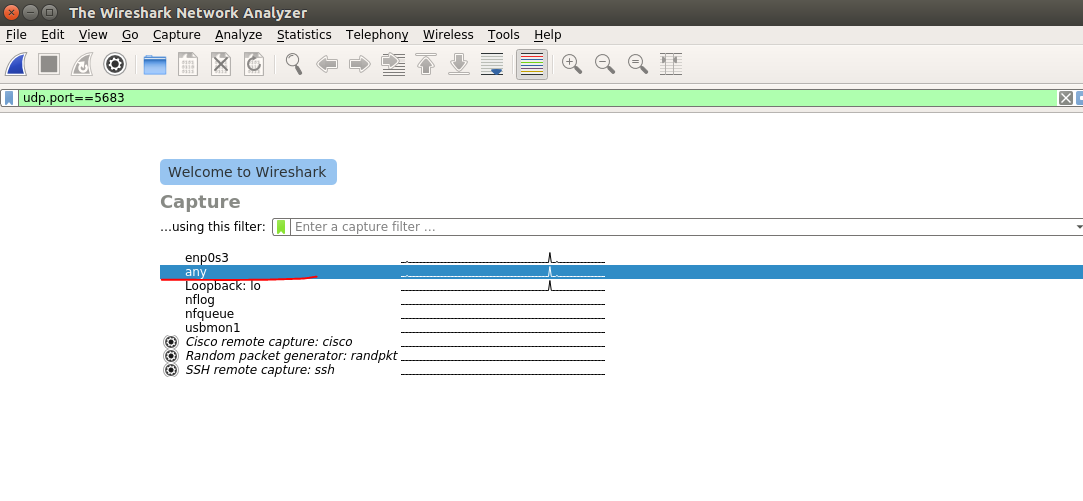 The Wireshark Network Analyzer
File Edit View Go Capture Analyze Statistics Telephony Wireless Tools Help
udp.port==5683
Welcome to Wireshark
Capture
...using this filter: Enter a capture filter ...
enp0s3
any
Loopback: lo
nflog
nfqueue
usbmon1
Cisco remote capture: cisco
Random packet generator: randpkt
SSH remote capture: ssh